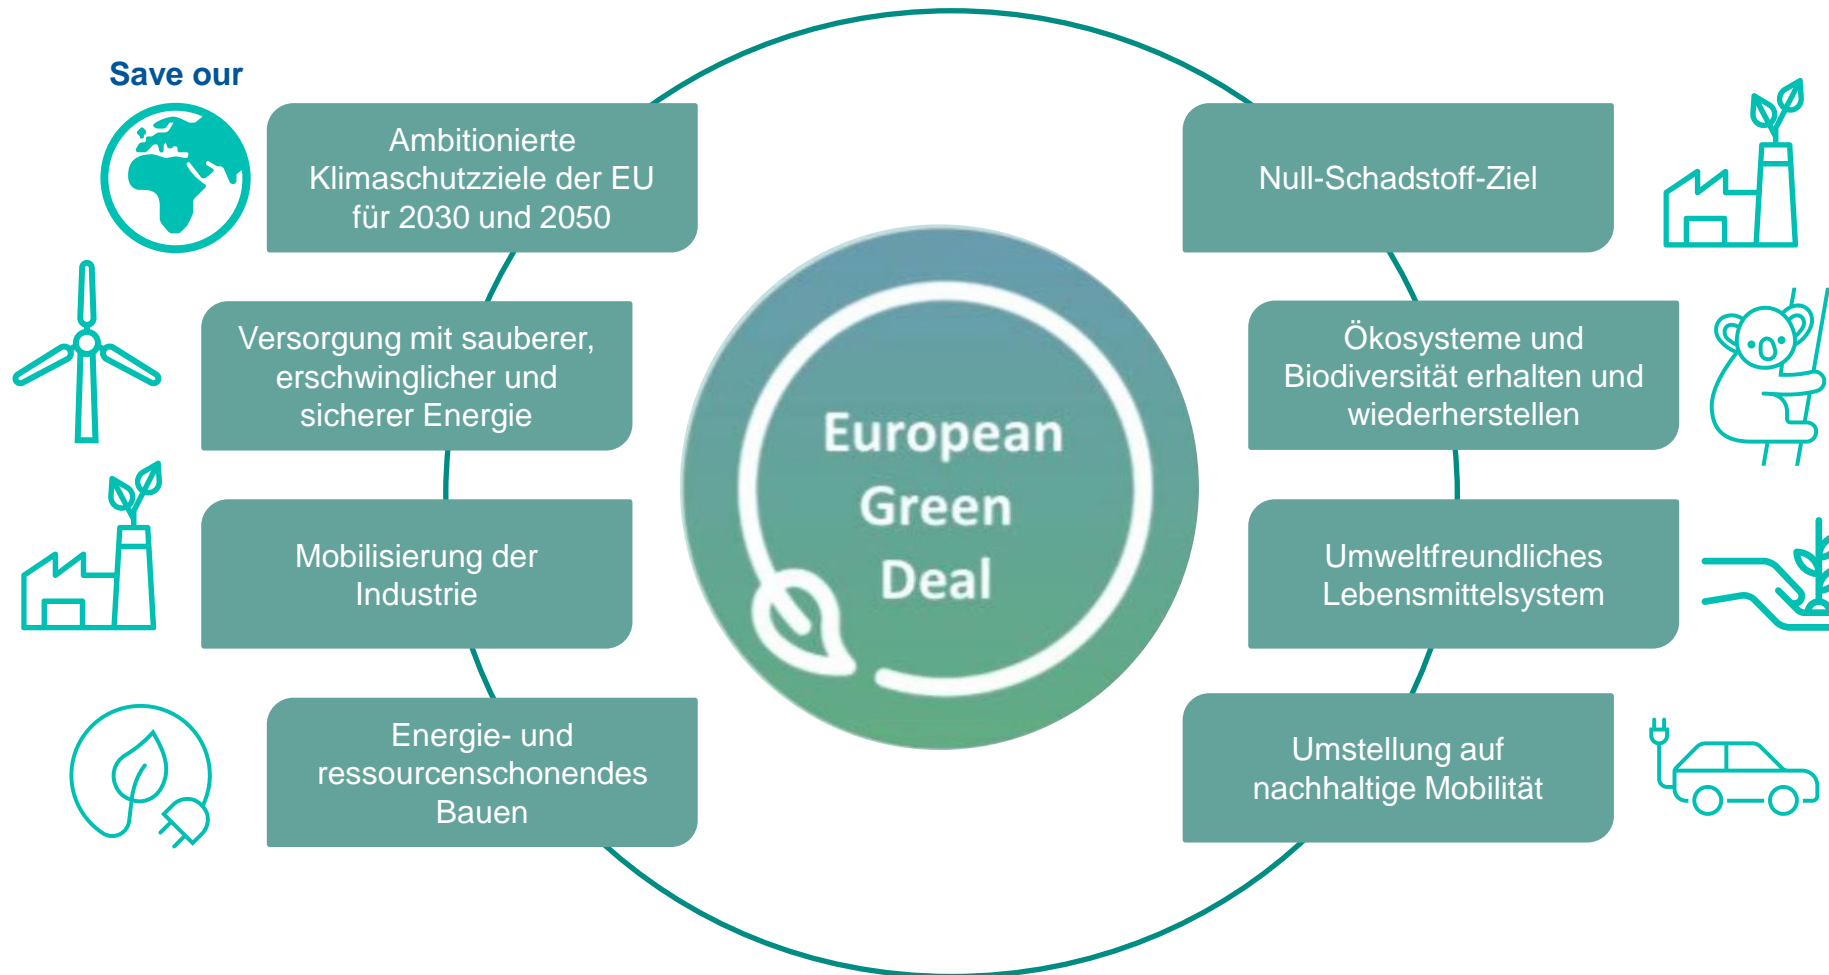 Save our
Ambitionierte
Klimaschutzziele der EU
für 2030 und 2050
Versorgung mit sauberer,
erschwinglicher und
sicherer Energie
Mobilisierung der
Industrie
Energie- und
ressourcenschonendes
Bauen
European
Green
Deal
Null-Schadstoff-Ziel
Ökosysteme und
Biodiversität erhalten und
wiederherstellen
Umweltfreundliches
Lebensmittelsystem
Umstellung auf
nachhaltige Mobilität